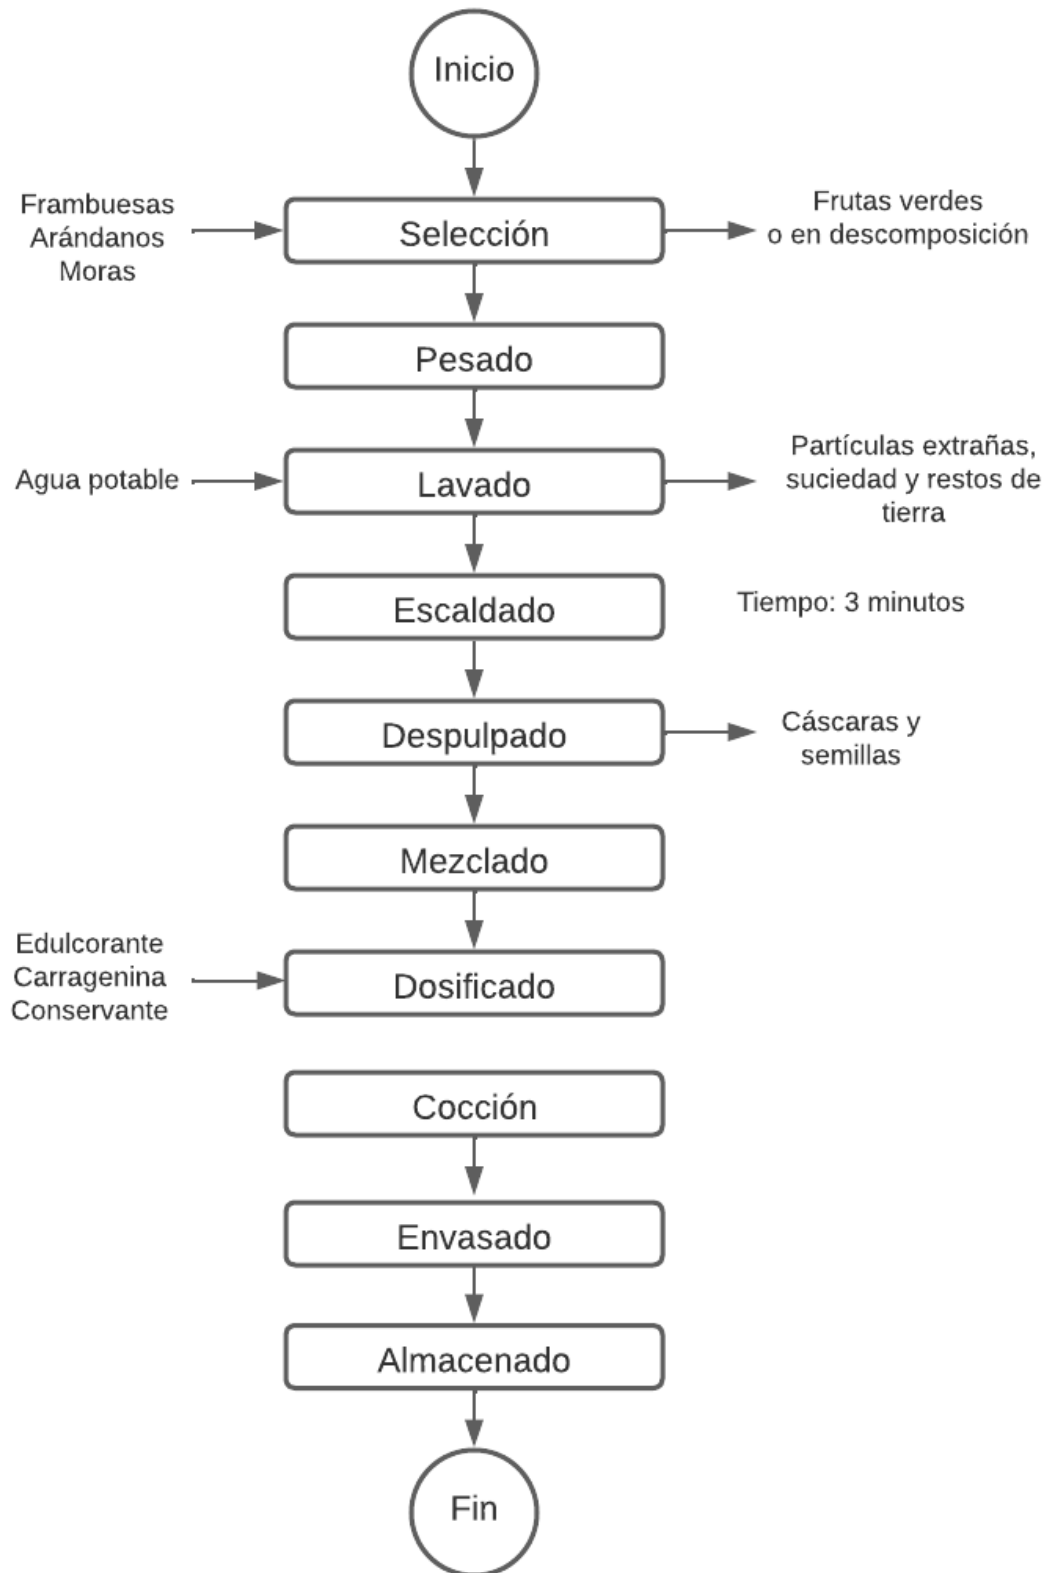 Inicio
Frambuesas
Arándanos
Moras
Selección
Frutas verdes
o en descomposición
Pesado
Agua potable
Lavado
Partículas extrañas,
suciedad y restos de
tierra
Escaldado
Tiempo: 3 minutos
Despulpado
Cáscaras y
semillas
Mezclado
Edulcorante
Carragenina
Conservante
Dosificado
Cocción
Envasado
Almacenado
Fin